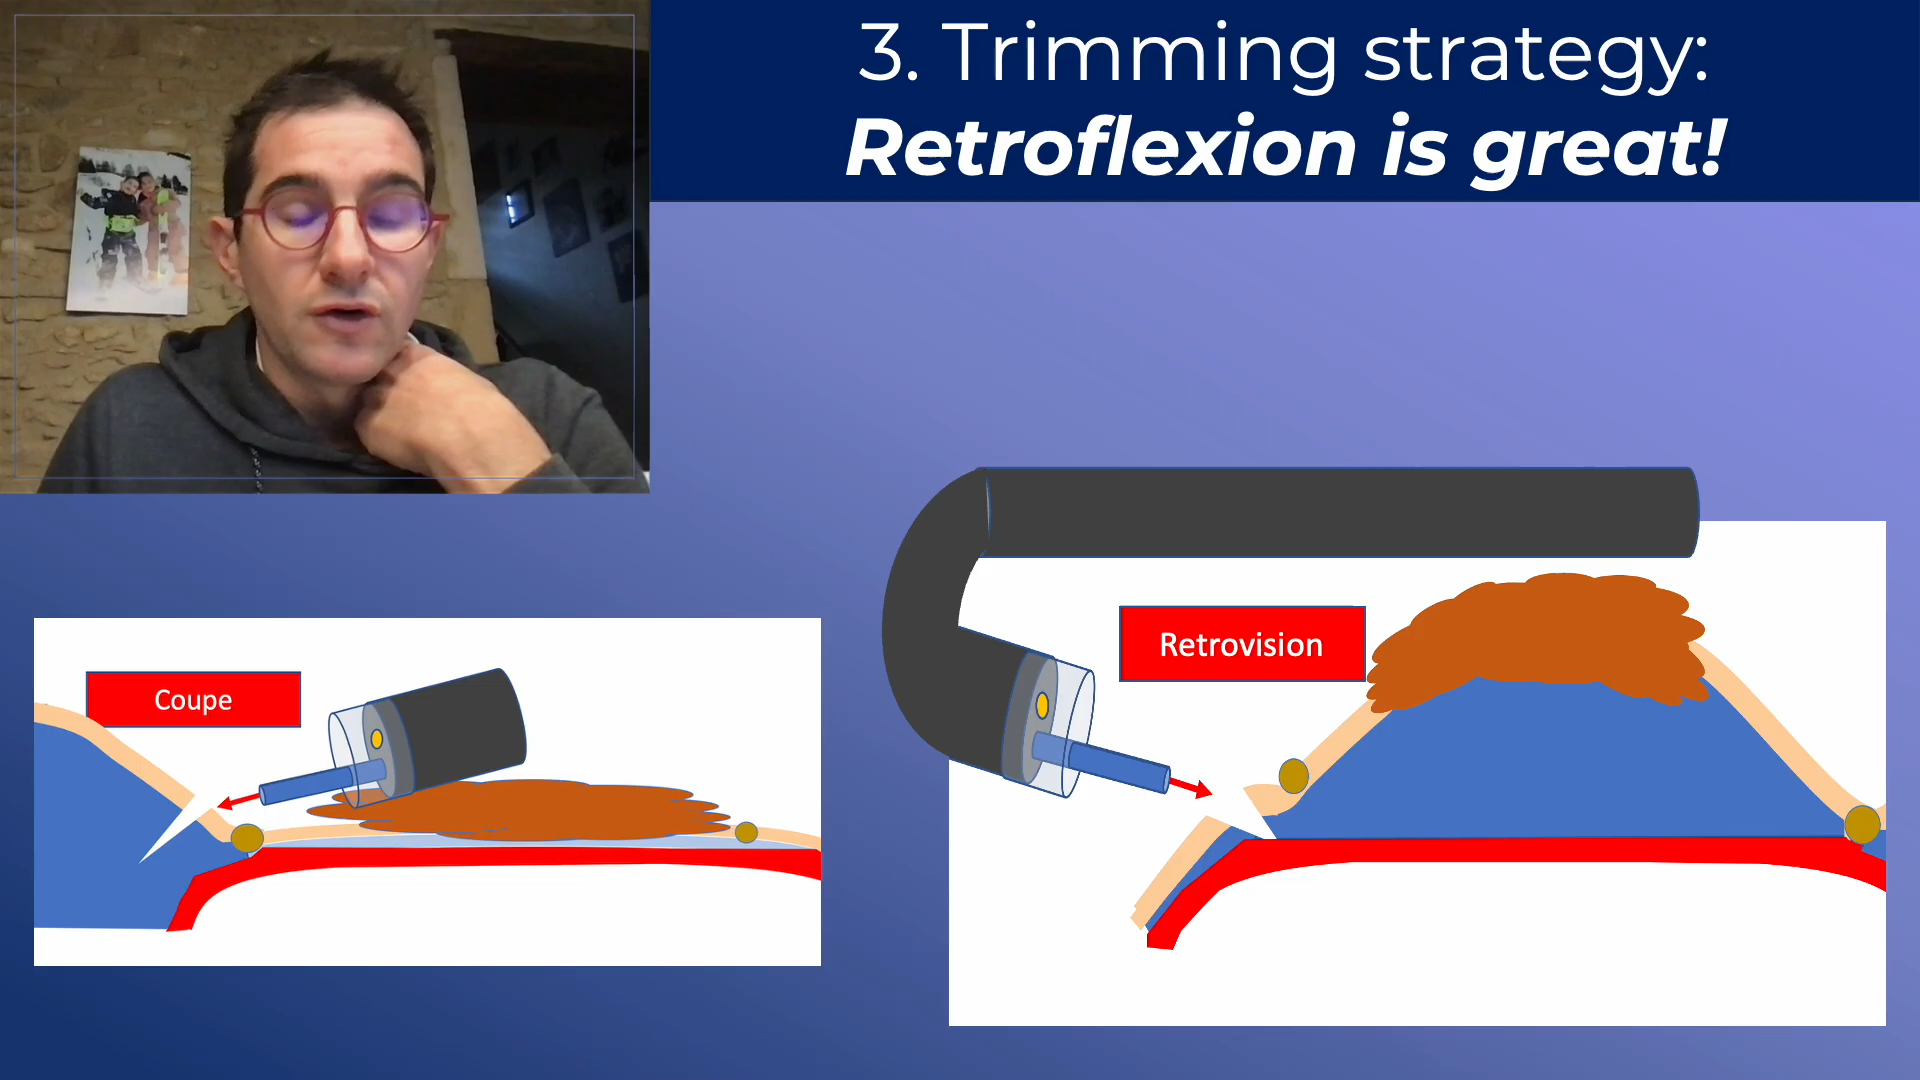 3. Trimming strategy:
Retroflexion is great!
Coupe
Retrovision